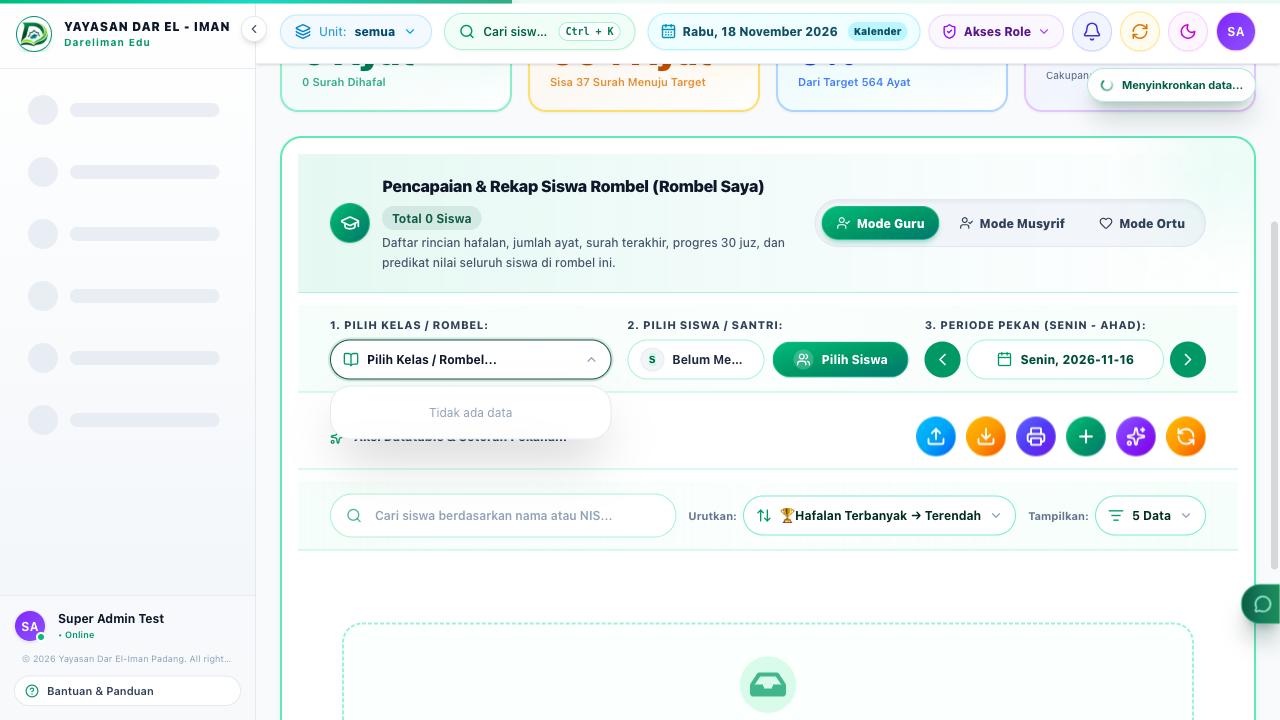 YAYASAN DAR EL - IMAN
Dareliman Edu
Unit: semua
Cari sisw...
Ctrl + K
Rabu, 18 November 2026
Kalender
Akses Role
SA
0 Surah Dihafal
Sisa 37 Surah Menuju Target
Dari Target 564 Ayat
Menyinkronkan data...
Pencapaian & Rekap Siswa Rombel (Rombel Saya)
Total 0 Siswa
Daftar rincian hafalan, jumlah ayat, surah terakhir, progres 30 juz, dan
predikat nilai seluruh siswa di rombel ini.
Mode Guru
Mode Musyrif
Mode Ortu
1. PILIH KELAS / ROMBEL:
2. PILIH SISWA / SANTRI:
3. PERIODE PEKAN (SENIN - AHAD):
Pilih Kelas / Rombel...
S
Belum Me...
Pilih Siswa
Senin, 2026-11-16
Tidak ada data
Cari siswa berdasarkan nama atau NIS...
Urutkan:
🏆Hafalan Terbanyak → Terendah
Tampilkan:
5 Data
SA
Super Admin Test
• Online
© 2026 Yayasan Dar El-Iman Padang. All right...
Bantuan & Panduan